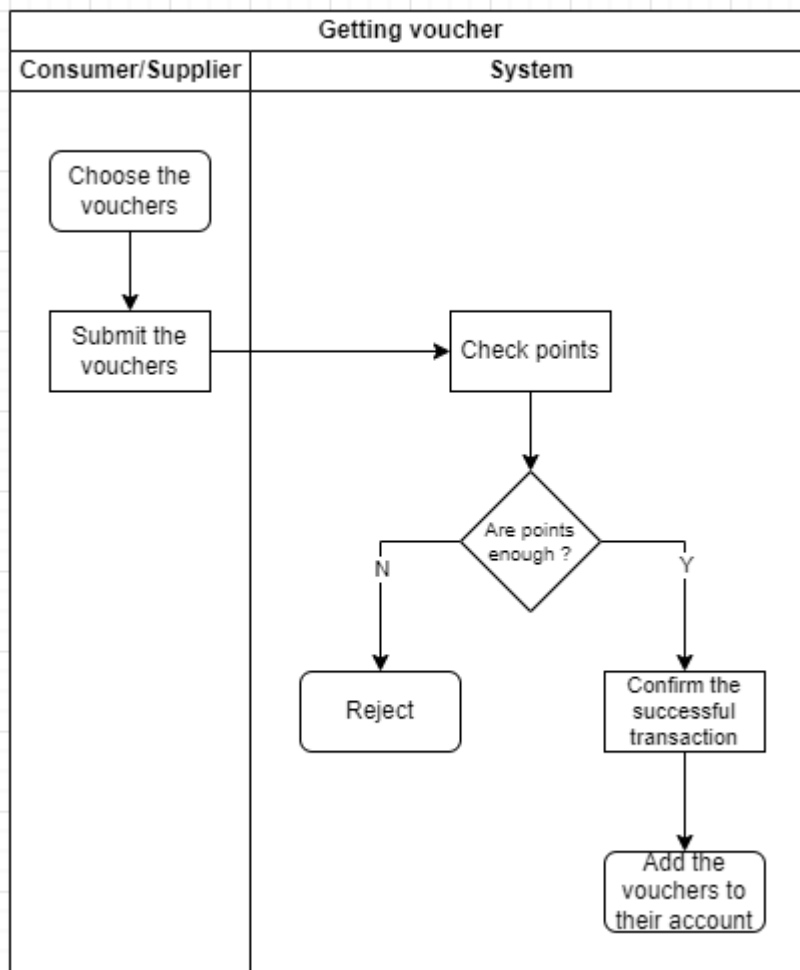 Getting voucher
Consumer/Supplier
System
Choose the
vouchers
Submit the
vouchers
Check points
Are points
enough ?
N
Y
Reject
Confirm the
successful
transaction
Add the
vouchers to
their account